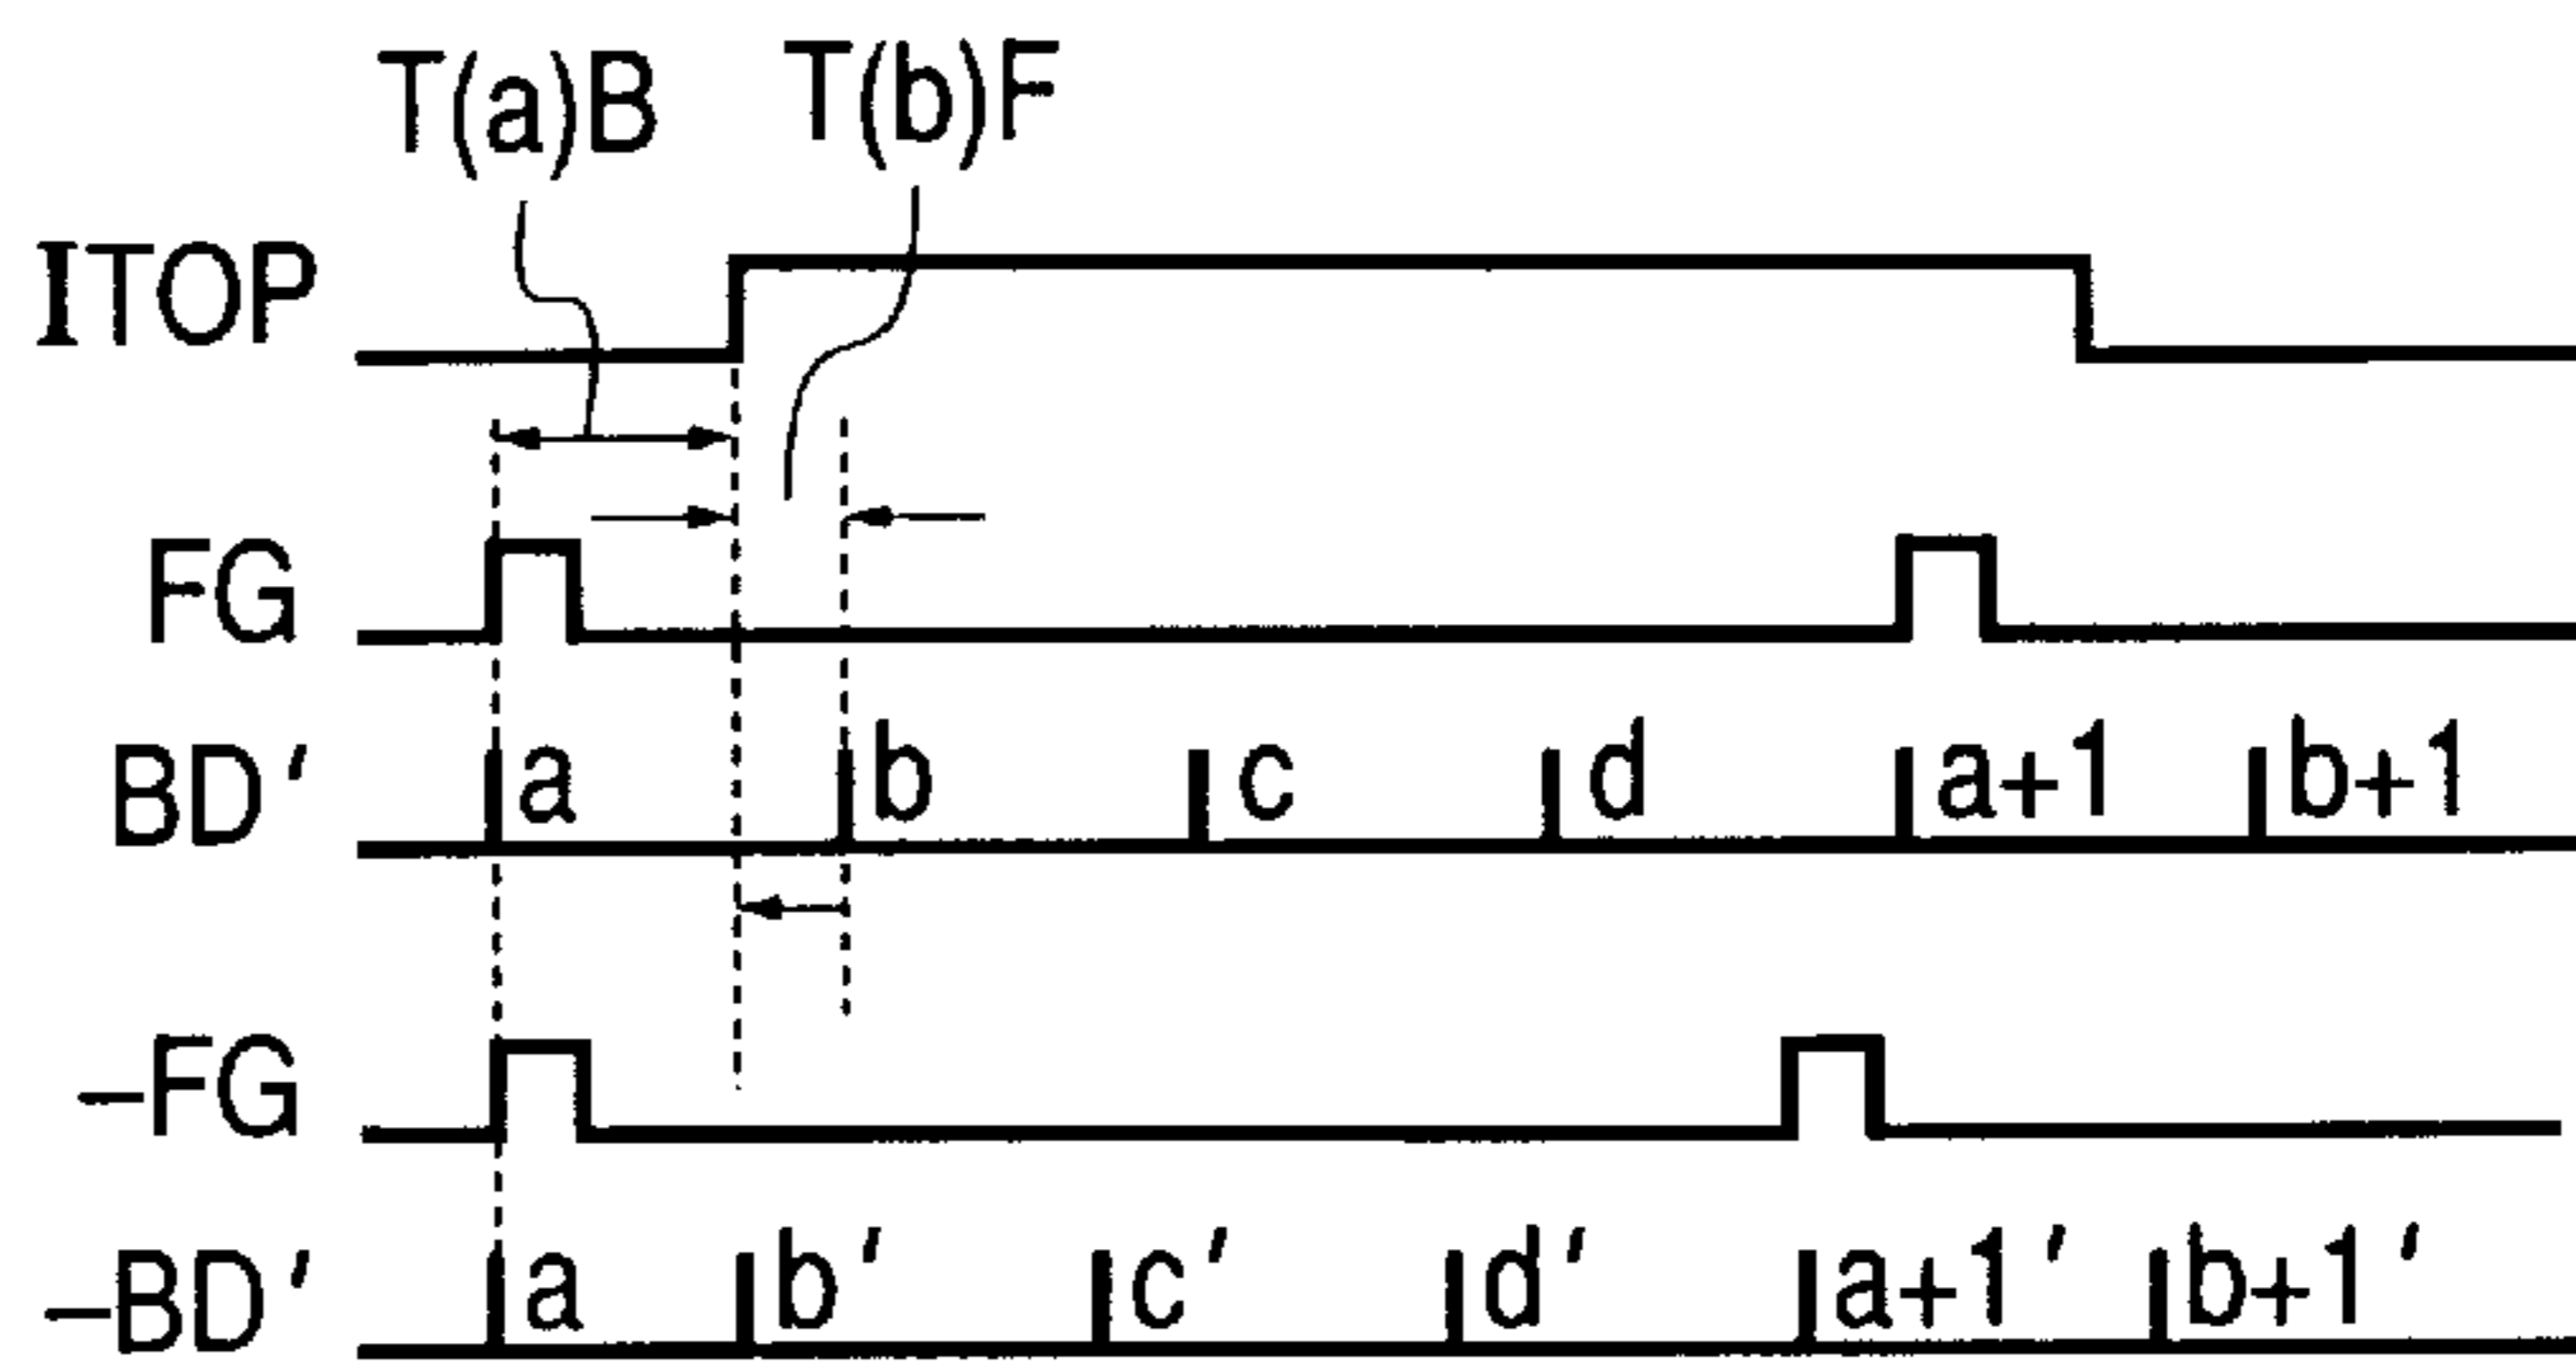 T(a)B T(b)F
ITOP
FG
BD' a b c d a+1 b+1
–FG
–BD' a b' c' d' a+1' b+1'